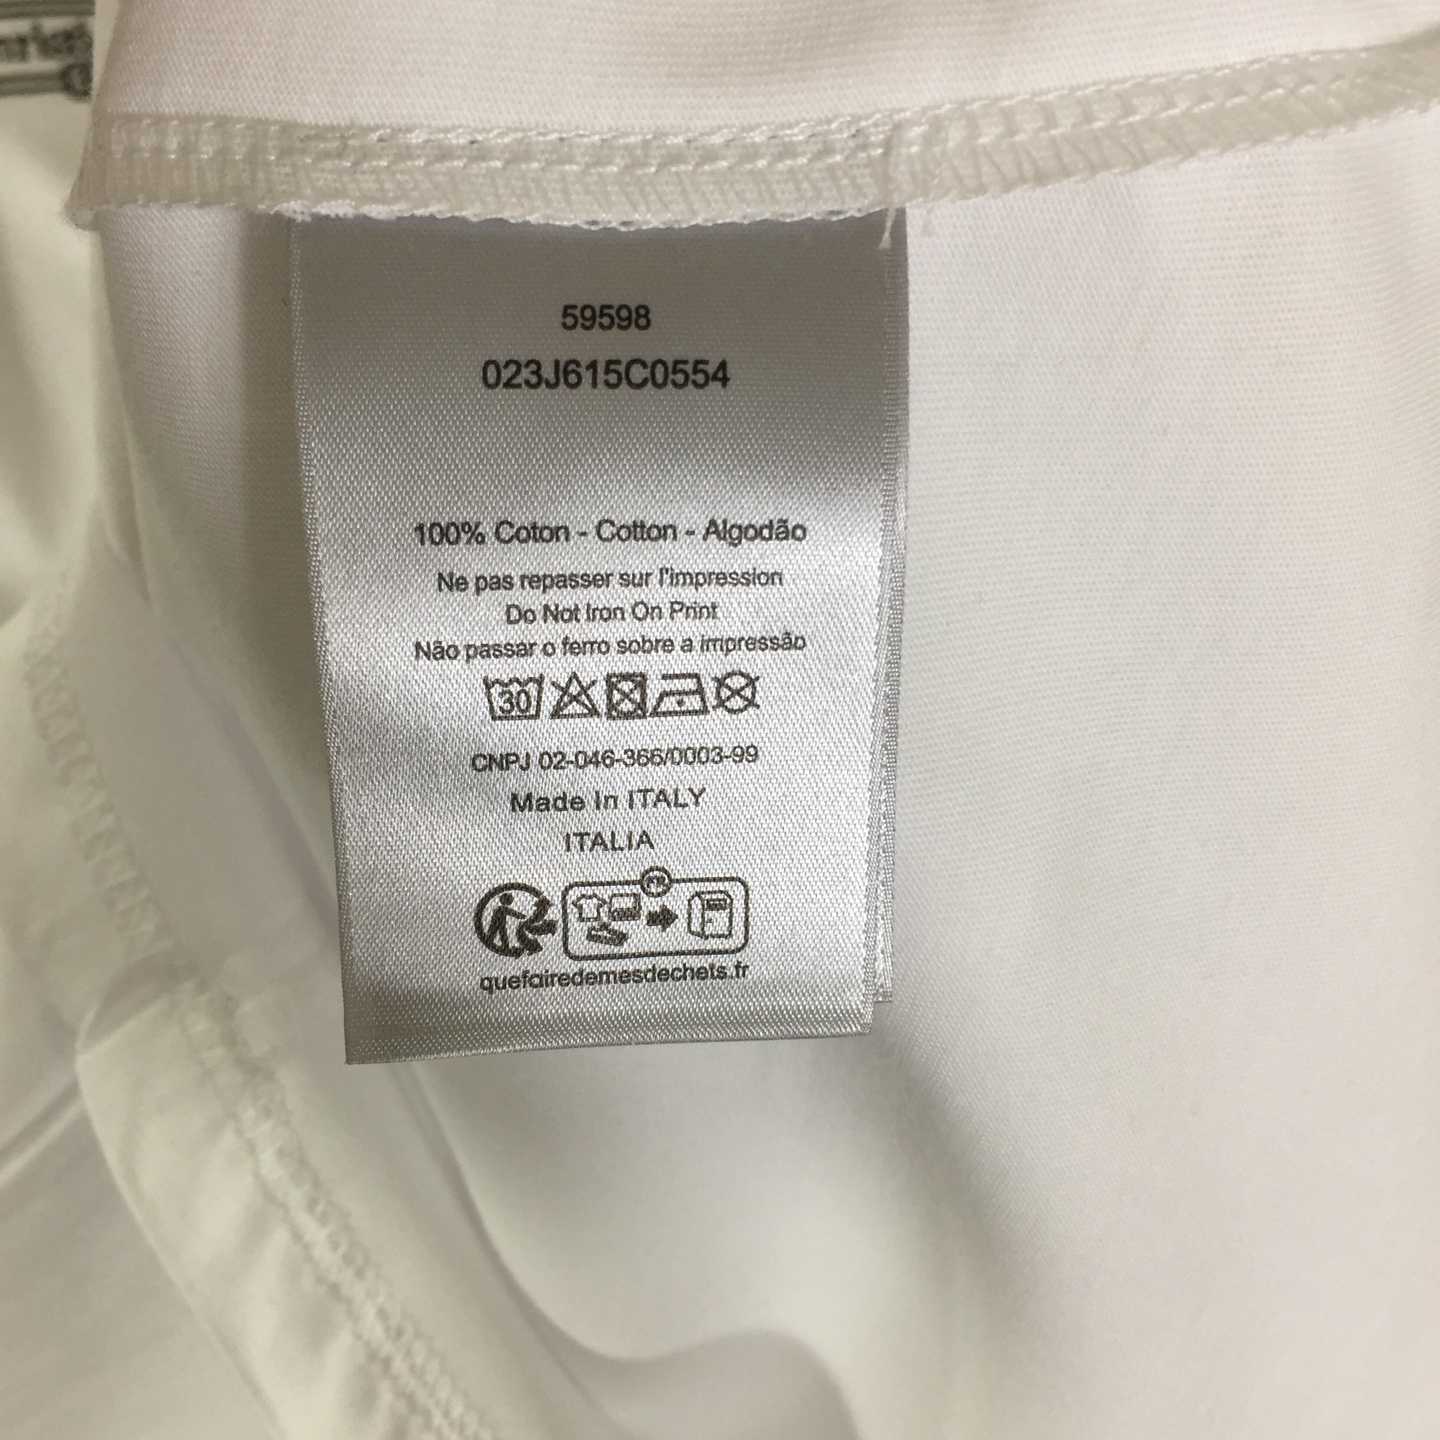 59598
023J615C0554
100% Coton - Cotton - Algodão
Ne pas repasser sur l'impression
Do Not Iron On Print
Não passar o ferro sobre a impressão
30
CNPJ 02-046-366/0003-99
Made In ITALY
ITALIA
FR
quefairedemesdechets.fr